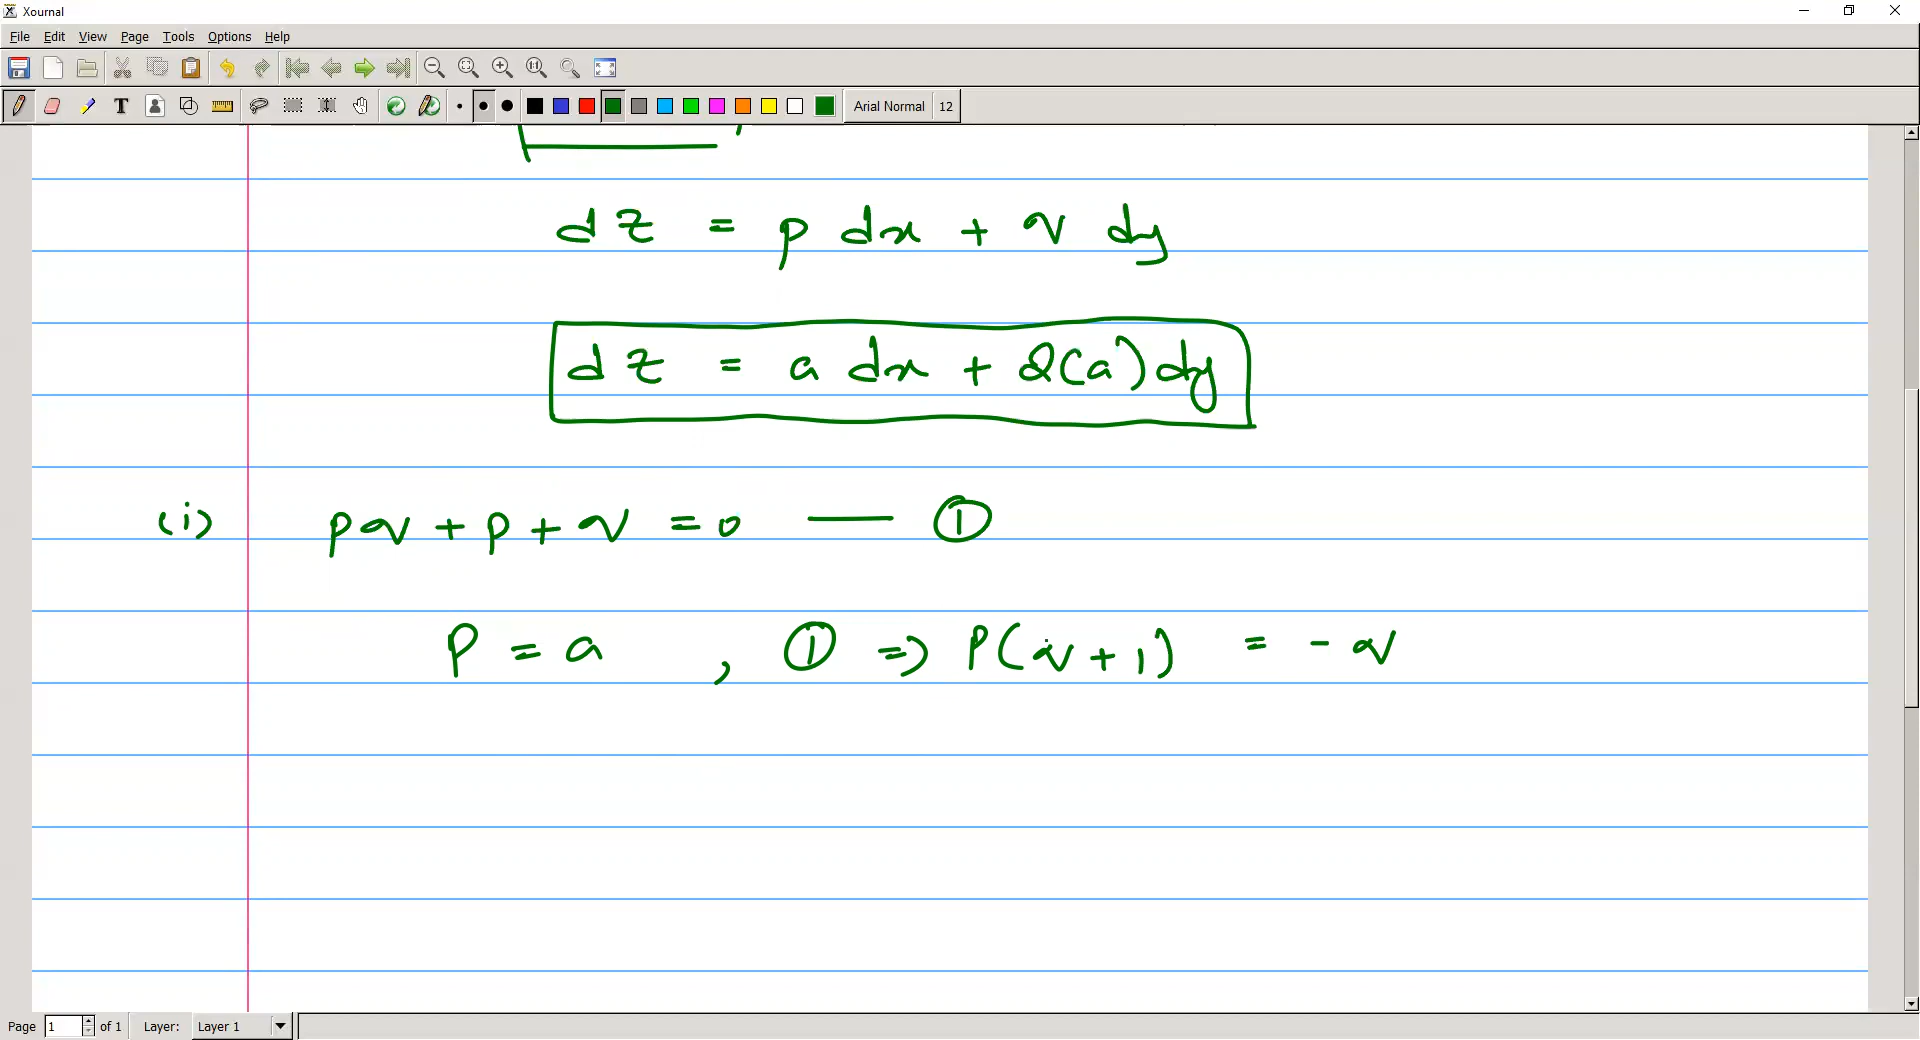 Xournal
File Edit View Page Tools Options Help
Arial Normal 12
dz = p dx + q dy
dz = a dx + Q(a) dy
(i) pq + p + q = 0 — ①
P = a , ① => P(q + 1) = - q
Page 1 of 1 Layer: Layer 1